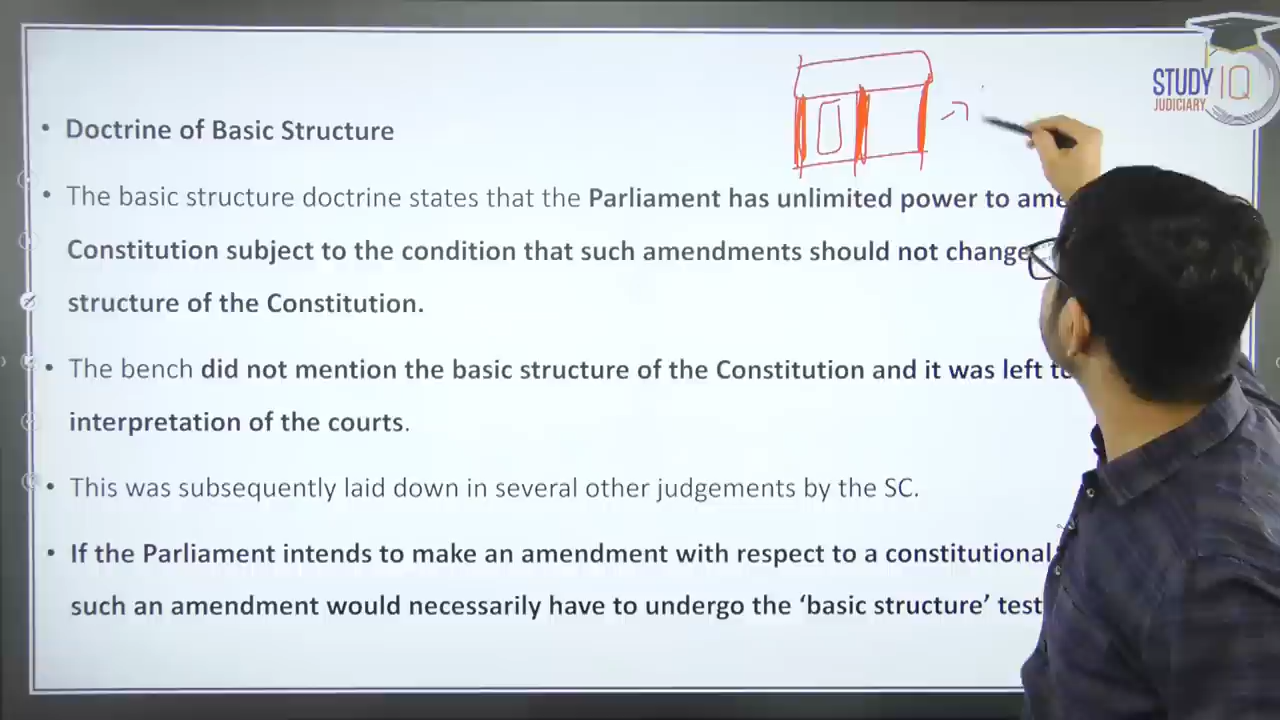 STUDY IQ
JUDICIARY
• Doctrine of Basic Structure
• The basic structure doctrine states that the Parliament has unlimited power to
Constitution subject to the condition that such amendments should not change
structure of the Constitution.
• The bench did not mention the basic structure of the Constitution and it was left
interpretation of the courts.
• This was subsequently laid down in several other judgements by the SC.
• If the Parliament intends to make an amendment with respect to a constitutional
such an amendment would necessarily have to undergo the ‘basic structure’ test